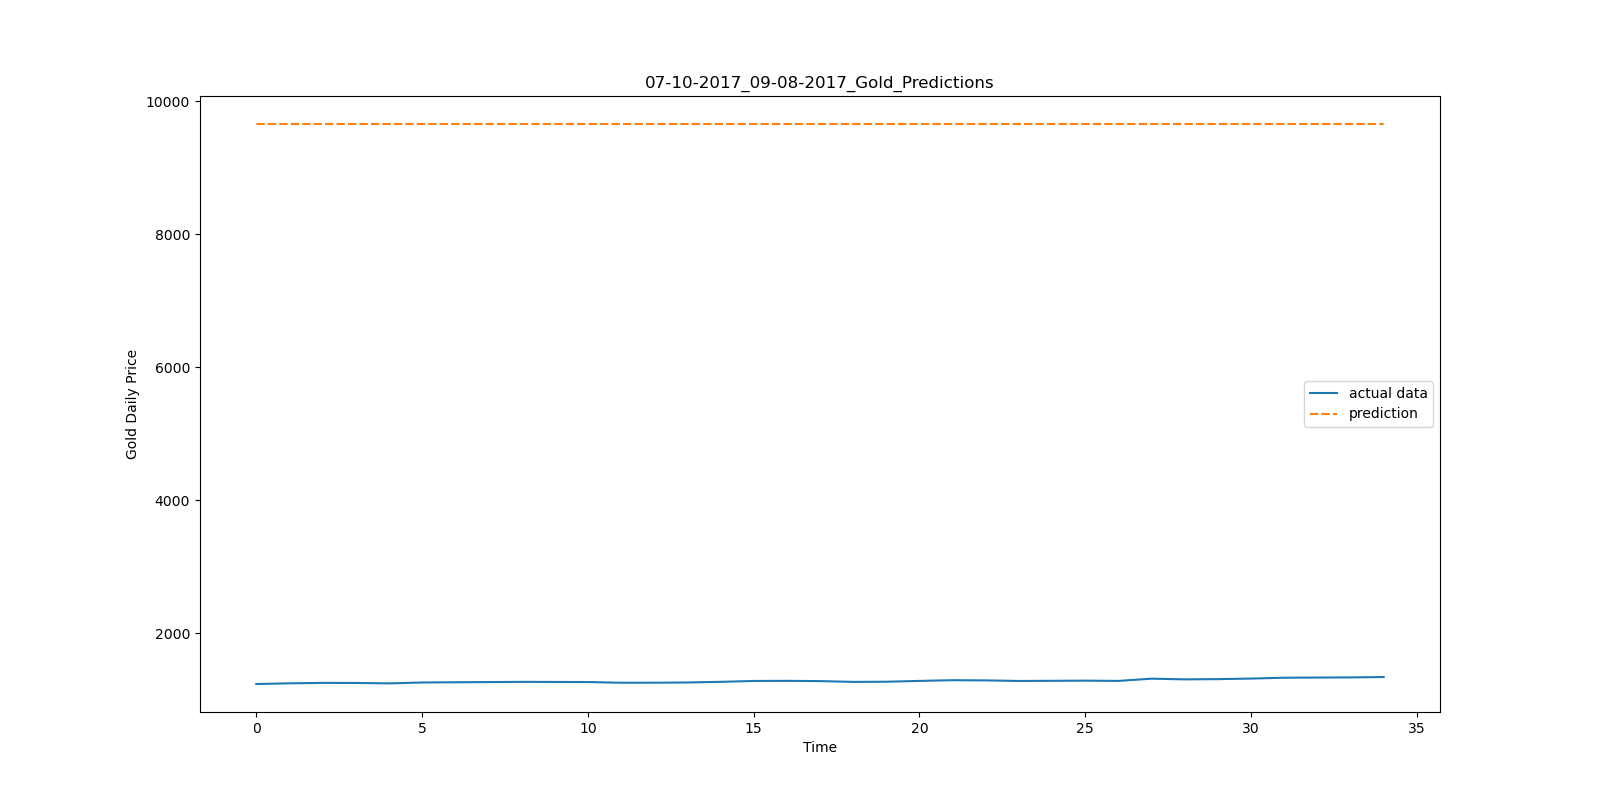 07-10-2017_09-08-2017_Gold_Predictions
10000
8000
6000
4000
2000
Gold Daily Price
actual data
prediction
0 5 10 15 20 25 30 35
Time